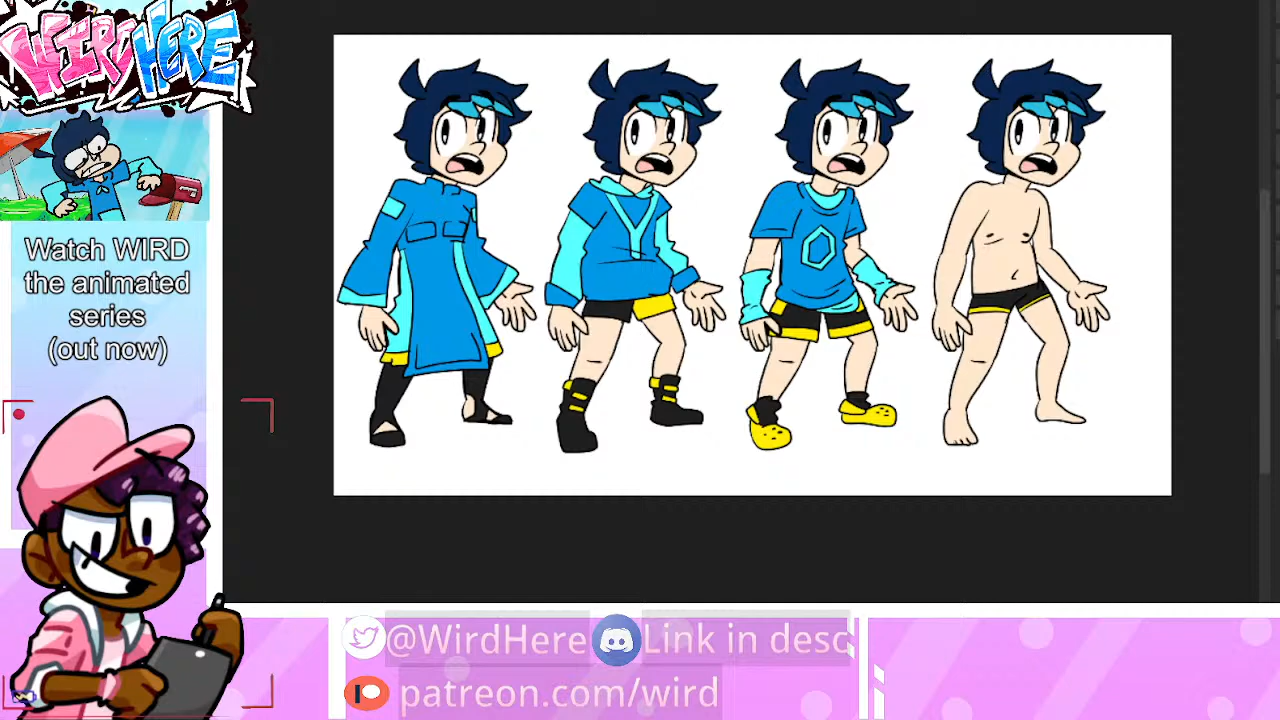 WIRDHERE
Watch WIRD
the animated
series
(out now)
@WirdHere
Link in desc
patreon.com/wird